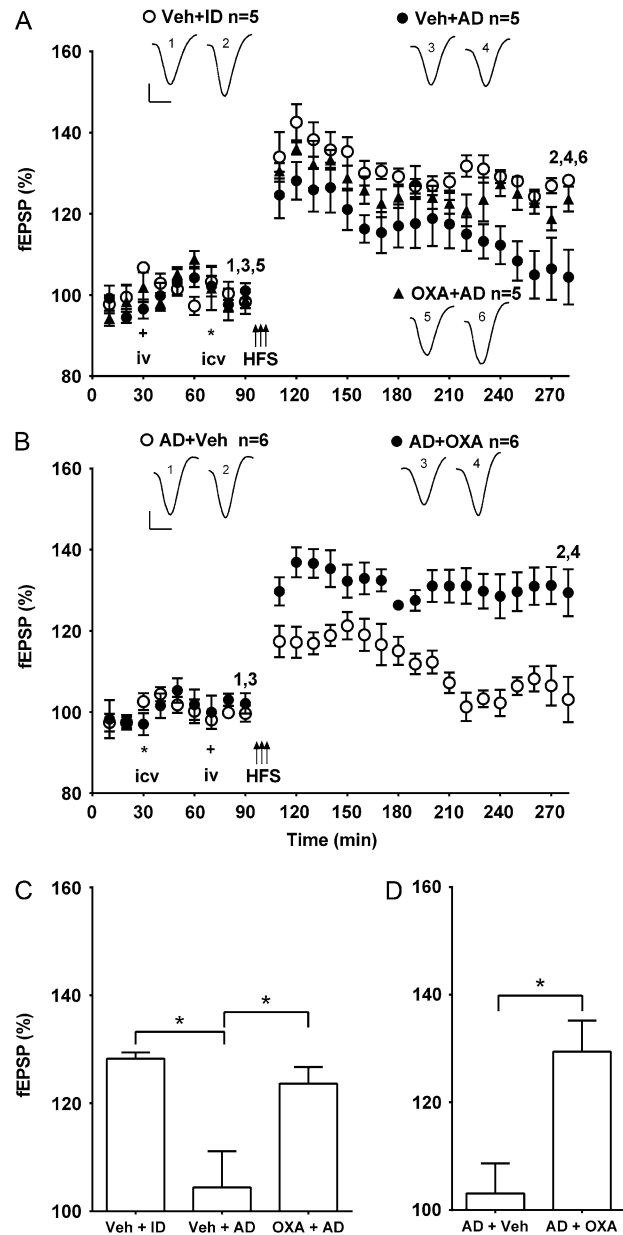 A
Veh+ID n=5
Veh+AD n=5
1 2 3 4
160
140
120
100
80
fEPSP (%)
2,4,6
1,3,5
+ *
iv icv HFS
OXA+AD n=5
5 6
0 30 60 90 120 150 180 210 240 270
B
AD+Veh n=6
AD+OXA n=6
1 2 3 4
160
140
120
100
80
fEPSP (%)
2,4
1,3
* +
icv iv HFS
0 30 60 90 120 150 180 210 240 270
Time (min)
C
160
140
120
100
fEPSP (%)
* *
Veh + ID Veh + AD OXA + AD
D
160
140
120
100
*
AD + Veh AD + OXA